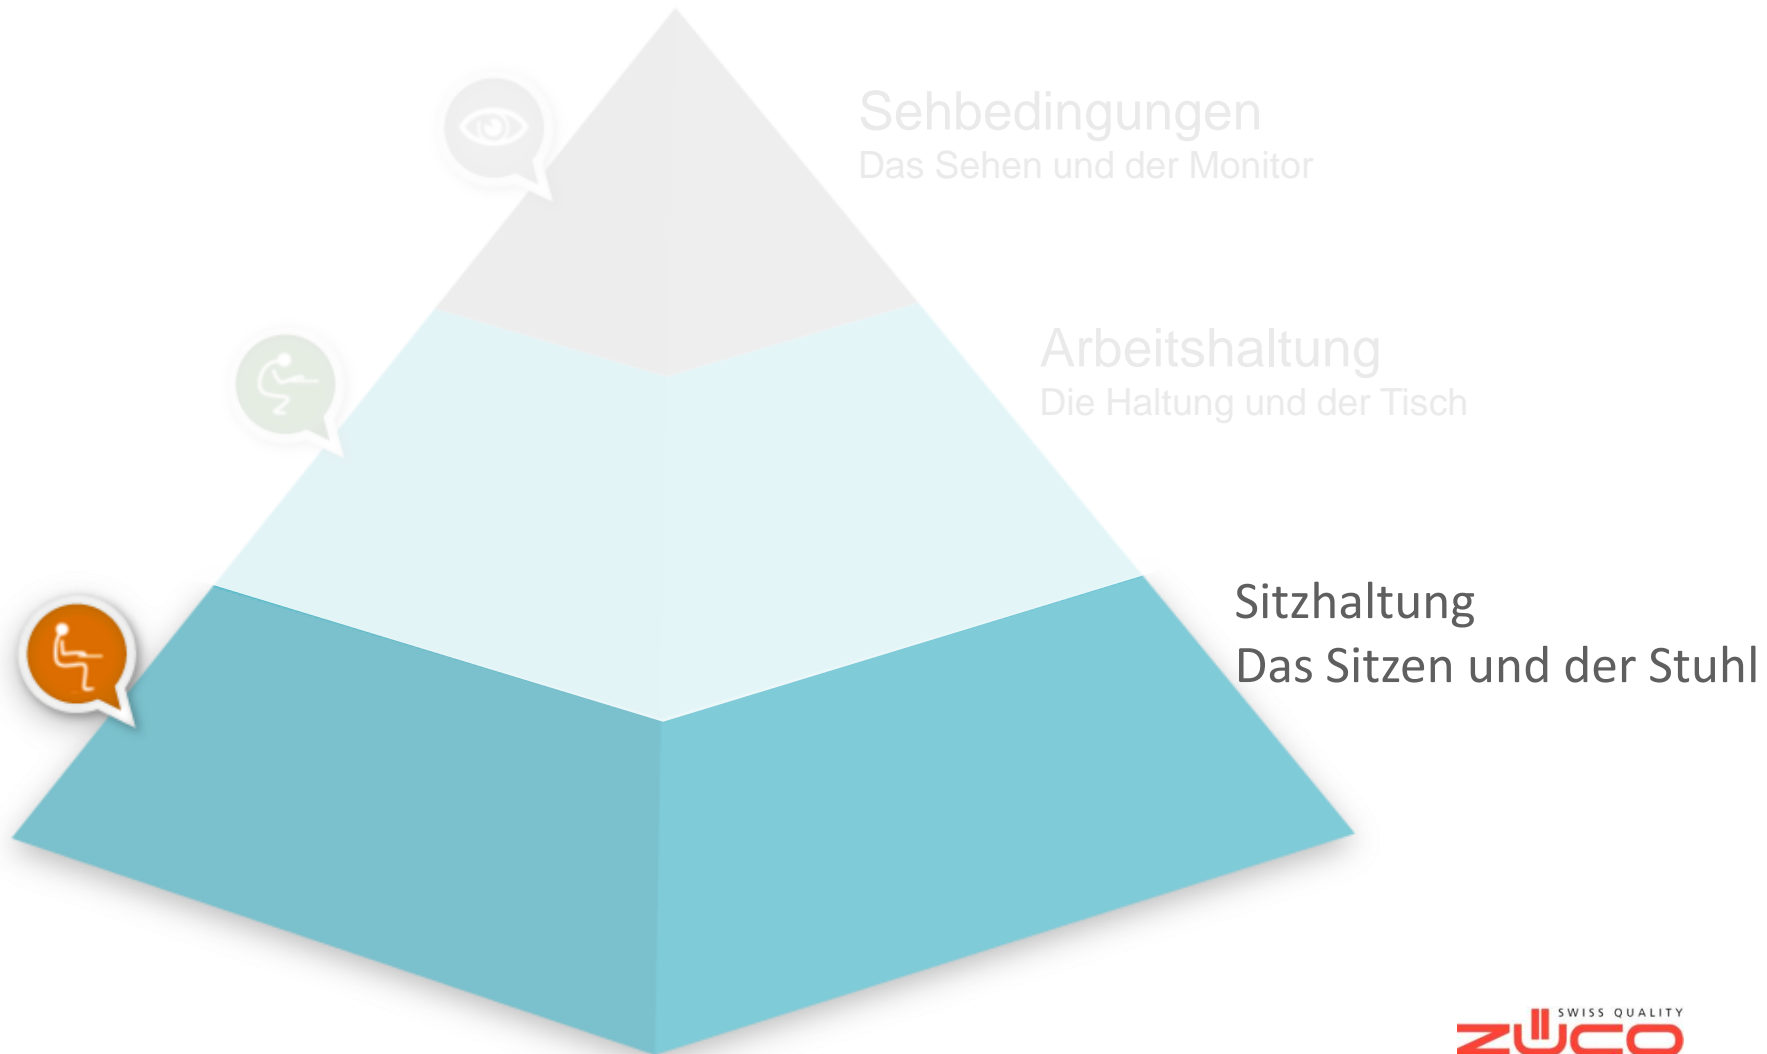 Sehbedingungen
Das Sehen und der Monitor
Arbeitshaltung
Die Haltung und der Tisch
Sitzhaltung
Das Sitzen und der Stuhl
SWISS QUALITY
ZÜCO